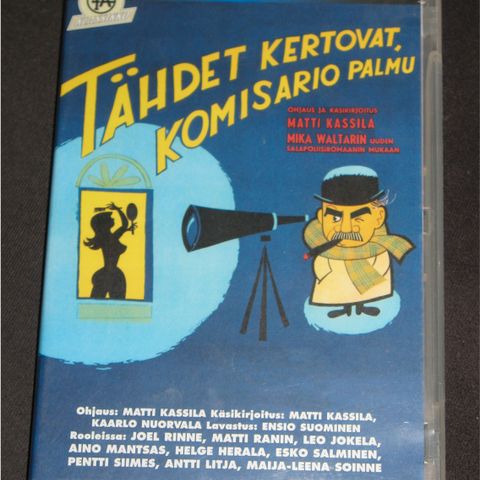 KLASSIKKO
TÄHDET KERTOVAT,
KOMISARIO PALMU
OHJAUS JA KÄSIKIRJOITUS
MATTI KASSILA
MIKA WALTARIN UUDEN
SALAPOLIISIROMAANIN MUKAAN
Ohjaus: MATTI KASSILA Käsikirjoitus: MATTI KASSILA,
KAARLO NUORVALA Lavastus: ENSIO SUOMINEN
Rooleissa: JOEL RINNE, MATTI RANIN, LEO JOKELA,
AINO MANTSAS, HELGE HERALA, ESKO SALMINEN,
PENTTI SIIMES, ANTTI LITJA, MAIJA-LEENA SOINNE